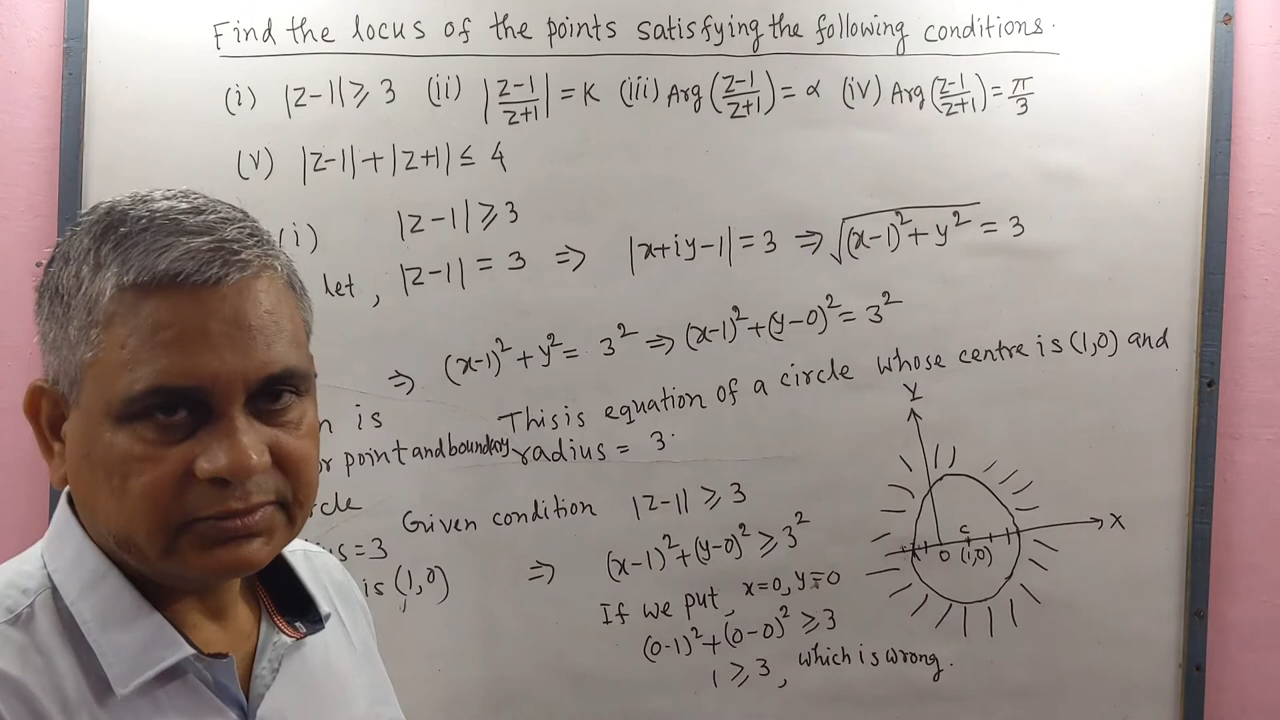 Find the locus of the points satisfying the following conditions.
(i) |z-1| ≥ 3 (ii) |z-1/z+1| = K (iii) Arg(z-1/z+1) = α (iv) Arg(z-1/z+1) = π/3
(v) |z-1|+|z+1| ≤ 4
(i) |z-1| ≥ 3
let, |z-1| = 3 ⇒ |x+iy-1| = 3 ⇒ √(x-1)²+y² = 3
⇒ (x-1)²+y² = 3² ⇒ (x-1)²+(y-0)² = 3²
This is equation of a circle whose centre is (1,0) and
radius = 3.
is
point and boundary
=3
is (1,0)
Given condition |z-1| ≥ 3
⇒ (x-1)²+(y-0)² ≥ 3²
If we put, x=0, y=0
(0-1)²+(0-0)² ≥ 3
1 ≥ 3, which is wrong.
Y
X
C
O (1,0)